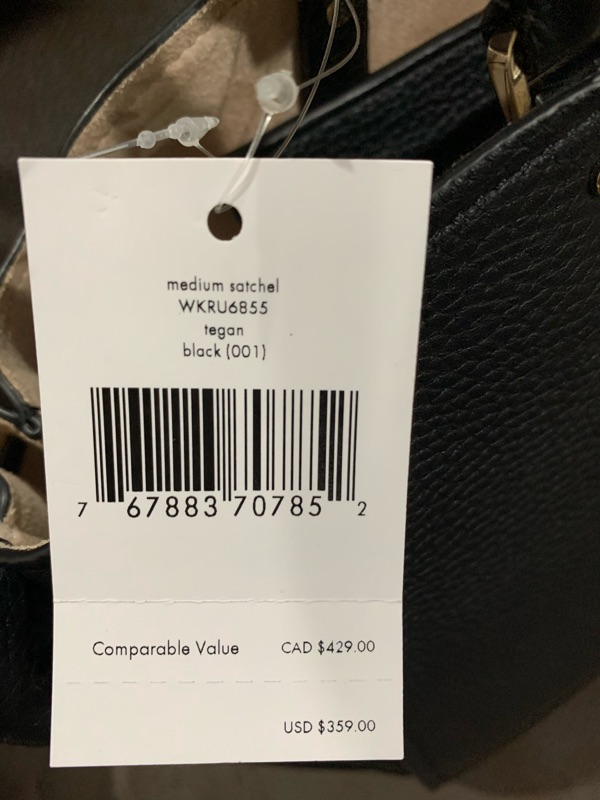 medium satchel
WKRU6855
tegan
black (001)
7 67883 70785 2
Comparable Value CAD $429.00
USD $359.00